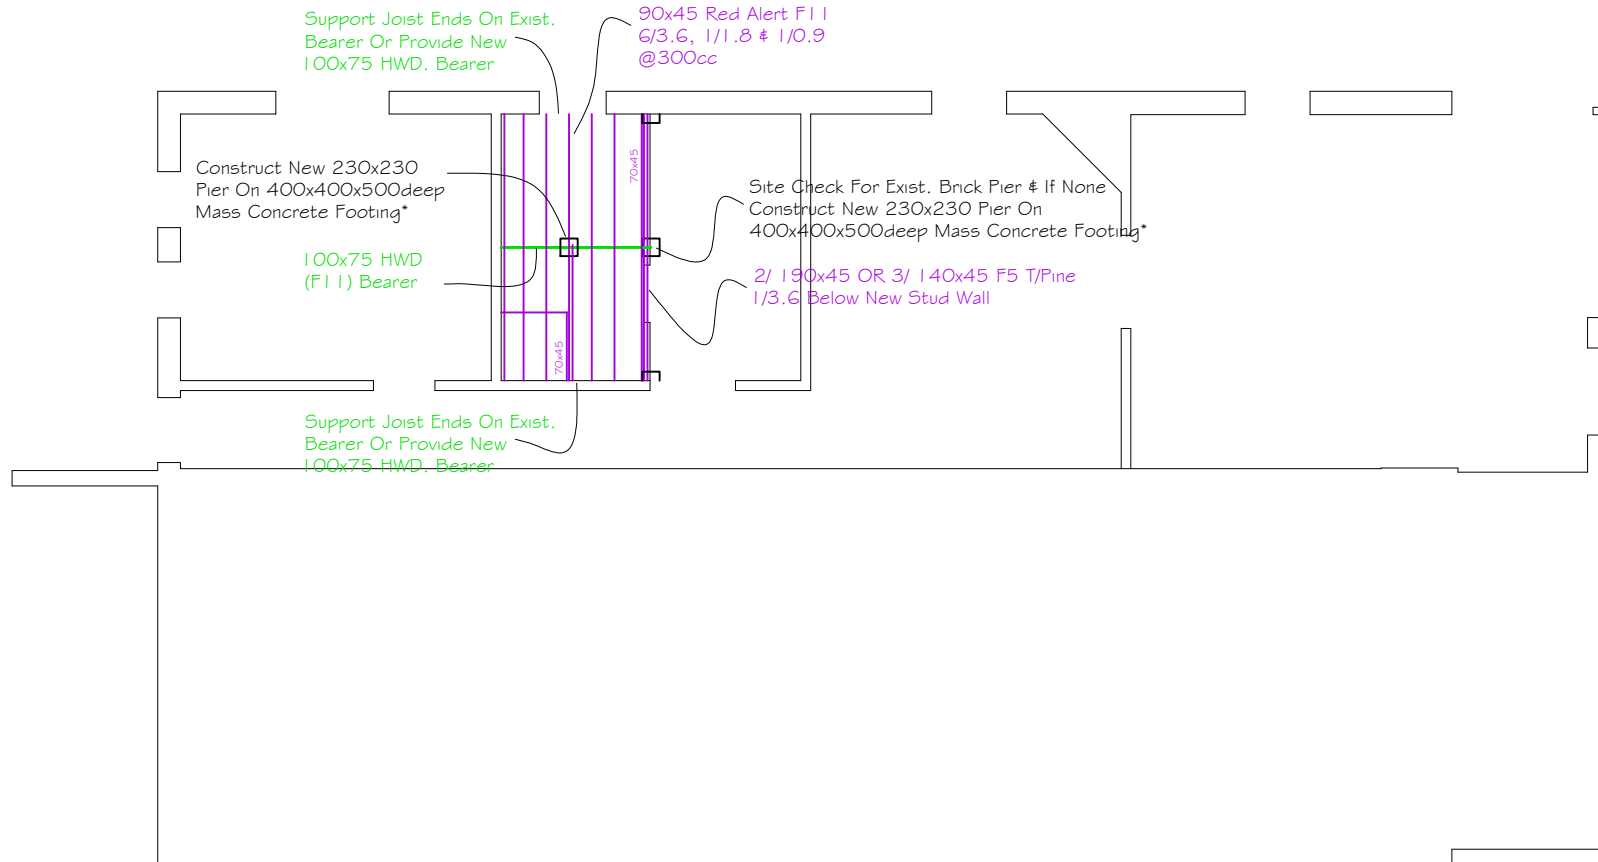 Support Joist Ends On Exist.
Bearer Or Provide New
100x75 HWD. Bearer
90x45 Red Alert F11
6/3.6, 1/1.8 & 1/0.9
@300cc
Construct New 230x230
Pier On 400x400x500deep
Mass Concrete Footing*
70x45
Site Check For Exist. Brick Pier & If None
Construct New 230x230 Pier On
400x400x500deep Mass Concrete Footing*
100x75 HWD
(F11) Bearer
2/ 190x45 OR 3/ 140x45 F5 T/Pine
1/3.6 Below New Stud Wall
70x45
Support Joist Ends On Exist.
Bearer Or Provide New
100x75 HWD. Bearer